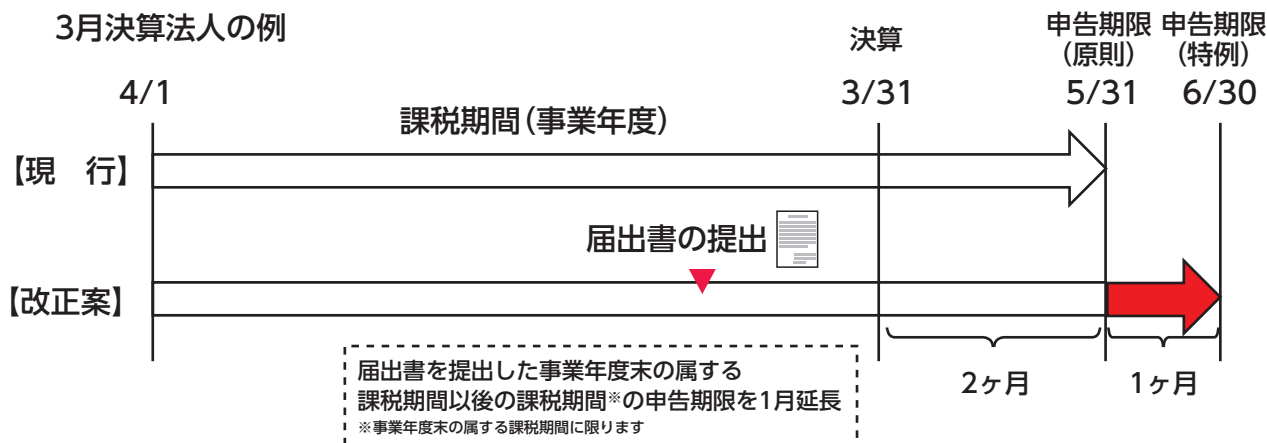 3月決算法人の例
決算
申告期限 申告期限
(原則) (特例)
4/1 3/31 5/31 6/30
課税期間(事業年度)
【現　行】
届出書の提出
【改正案】
届出書を提出した事業年度末の属する
課税期間以後の課税期間※の申告期限を1月延長
※事業年度末の属する課税期間に限ります
2ヶ月 1ヶ月